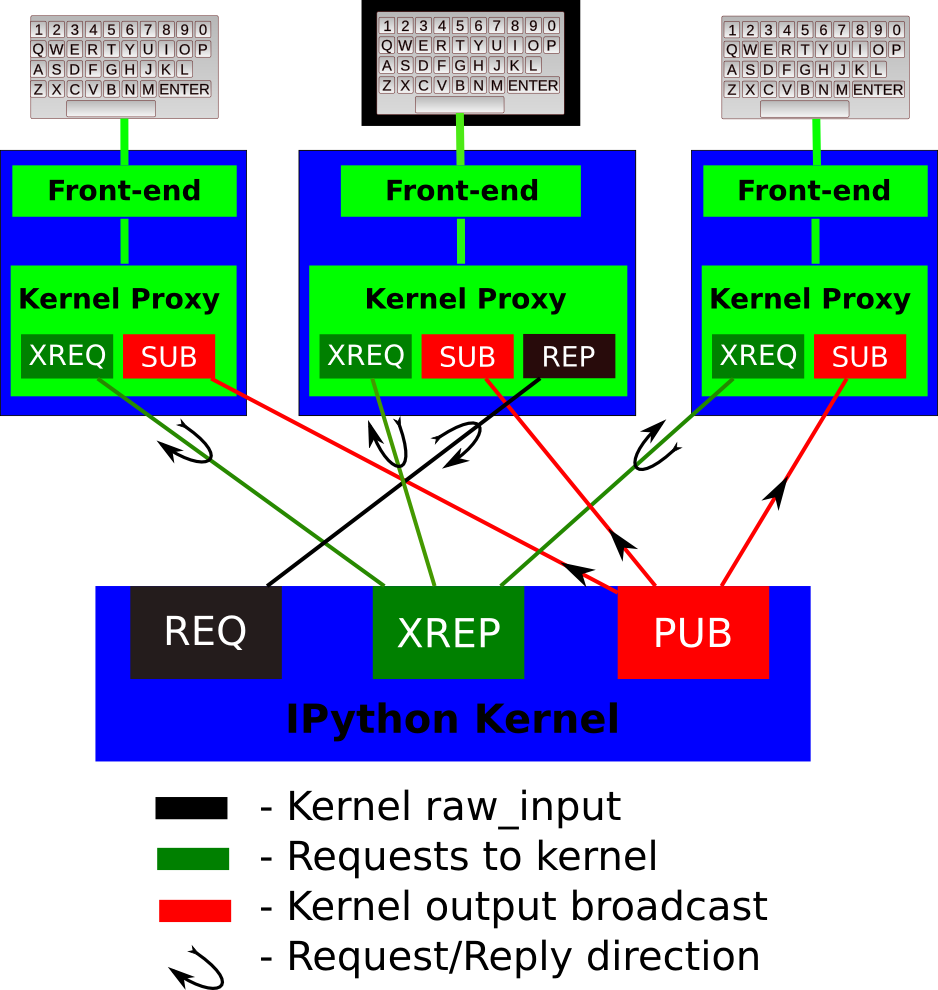 1 2 3 4 5 6 7 8 9 0
Q W E R T Y U I O P
A S D F G H J K L
Z X C V B N M ENTER
1 2 3 4 5 6 7 8 9 0
Q W E R T Y U I O P
A S D F G H J K L
Z X C V B N M ENTER
1 2 3 4 5 6 7 8 9 0
Q W E R T Y U I O P
A S D F G H J K L
Z X C V B N M ENTER
Front-end
Front-end
Front-end
Kernel Proxy
Kernel Proxy
Kernel Proxy
XREQ
SUB
XREQ
SUB
REP
XREQ
SUB
REQ
XREP
PUB
IPython Kernel
- Kernel raw_input
- Requests to kernel
- Kernel output broadcast
- Request/Reply direction